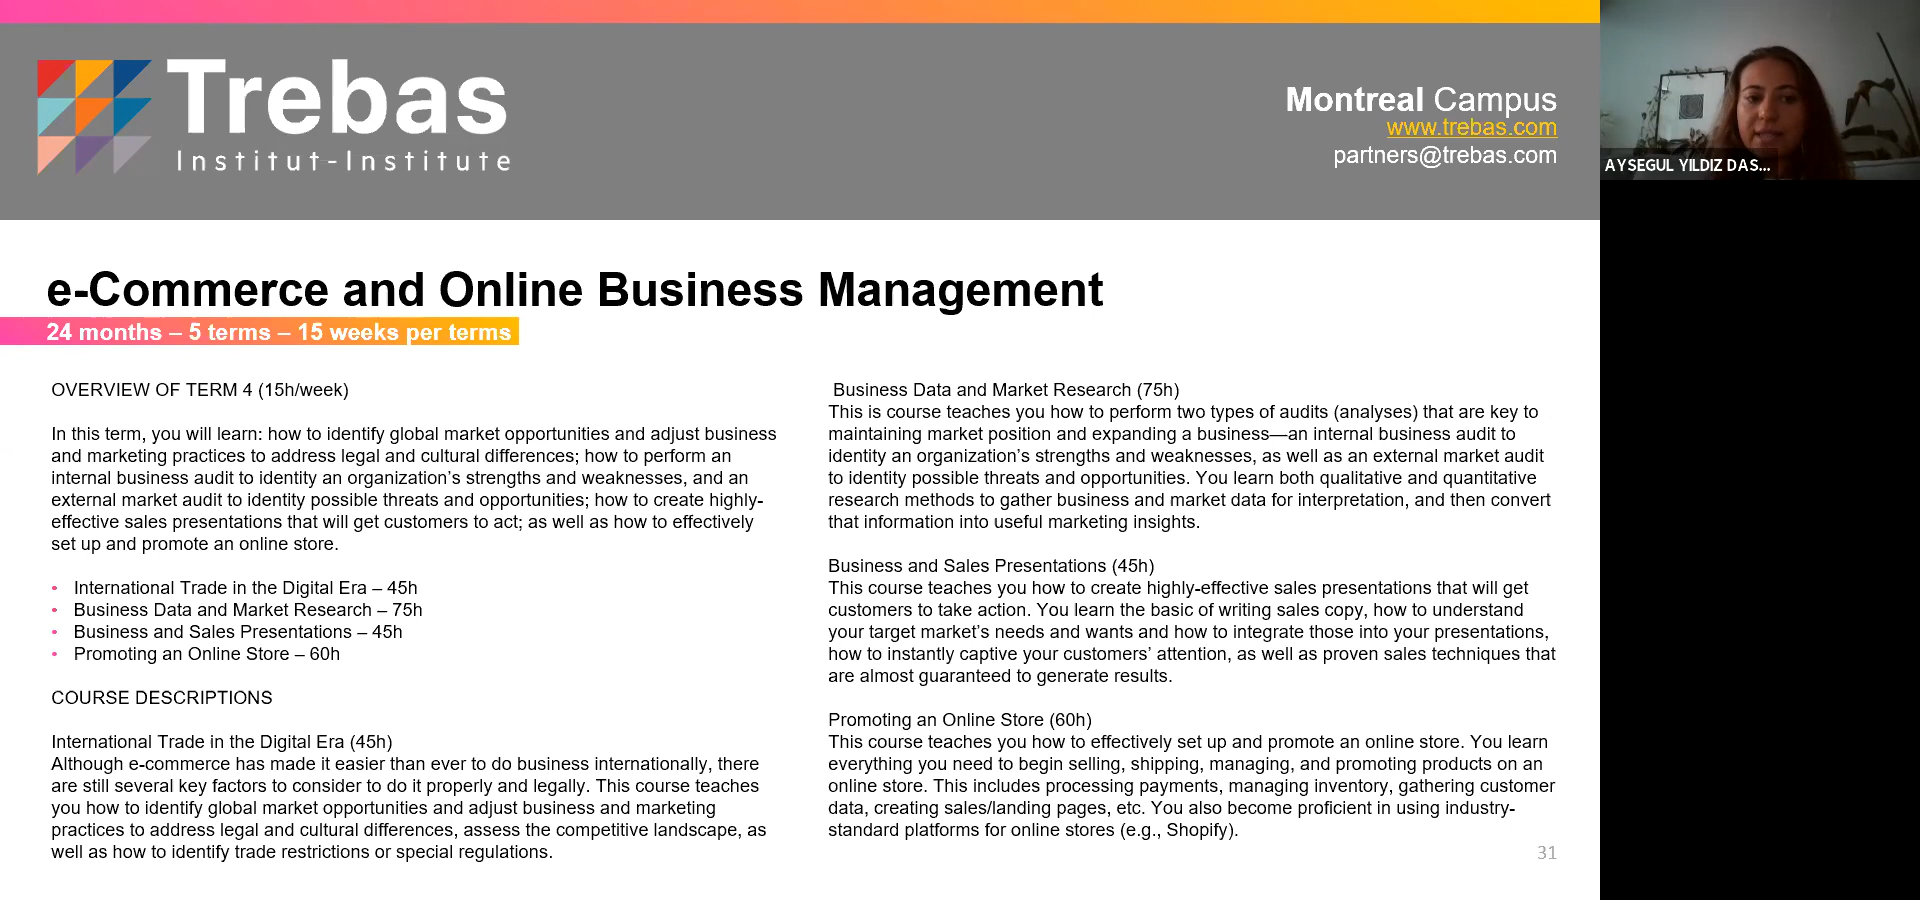 Trebas
Institut-Institute
Montreal Campus
www.trebas.com
partners@trebas.com
AYSEGUL YILDIZ DAS...
e-Commerce and Online Business Management
24 months – 5 terms – 15 weeks per terms
OVERVIEW OF TERM 4 (15h/week)
In this term, you will learn: how to identify global market opportunities and adjust business
and marketing practices to address legal and cultural differences; how to perform an
internal business audit to identity an organization’s strengths and weaknesses, and an
external market audit to identity possible threats and opportunities; how to create highly-
effective sales presentations that will get customers to act; as well as how to effectively
set up and promote an online store.
• International Trade in the Digital Era – 45h
• Business Data and Market Research – 75h
• Business and Sales Presentations – 45h
• Promoting an Online Store – 60h
COURSE DESCRIPTIONS
International Trade in the Digital Era (45h)
Although e-commerce has made it easier than ever to do business internationally, there
are still several key factors to consider to do it properly and legally. This course teaches
you how to identify global market opportunities and adjust business and marketing
practices to address legal and cultural differences, assess the competitive landscape, as
well as how to identify trade restrictions or special regulations.
Business Data and Market Research (75h)
This is course teaches you how to perform two types of audits (analyses) that are key to
maintaining market position and expanding a business—an internal business audit to
identity an organization’s strengths and weaknesses, as well as an external market audit
to identity possible threats and opportunities. You learn both qualitative and quantitative
research methods to gather business and market data for interpretation, and then convert
that information into useful marketing insights.
Business and Sales Presentations (45h)
This course teaches you how to create highly-effective sales presentations that will get
customers to take action. You learn the basic of writing sales copy, how to understand
your target market’s needs and wants and how to integrate those into your presentations,
how to instantly captive your customers’ attention, as well as proven sales techniques that
are almost guaranteed to generate results.
Promoting an Online Store (60h)
This course teaches you how to effectively set up and promote an online store. You learn
everything you need to begin selling, shipping, managing, and promoting products on an
online store. This includes processing payments, managing inventory, gathering customer
data, creating sales/landing pages, etc. You also become proficient in using industry-
standard platforms for online stores (e.g., Shopify).
31